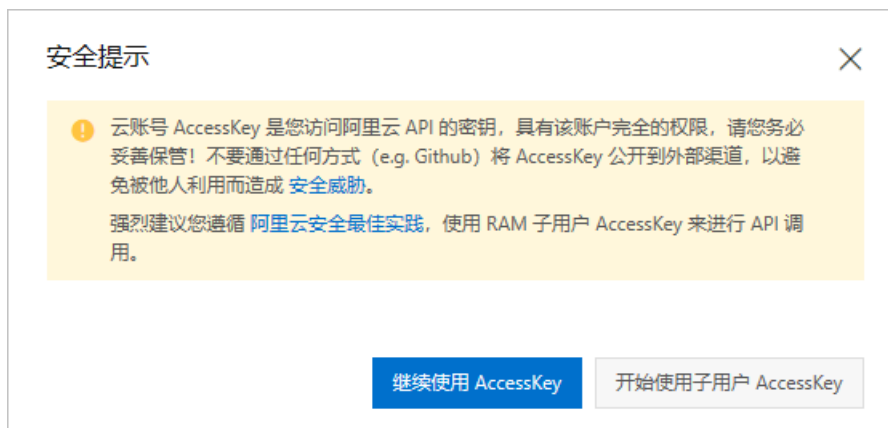 安全提示
云账号 AccessKey 是您访问阿里云 API 的密钥，具有该账户完全的权限，请您务必
妥善保管！不要通过任何方式（e.g. Github）将 AccessKey 公开到外部渠道，以避
免被他人利用而造成 安全威胁。
强烈建议您遵循 阿里云安全最佳实践，使用 RAM 子用户 AccessKey 来进行 API 调
用。
继续使用 AccessKey 开始使用子用户 AccessKey